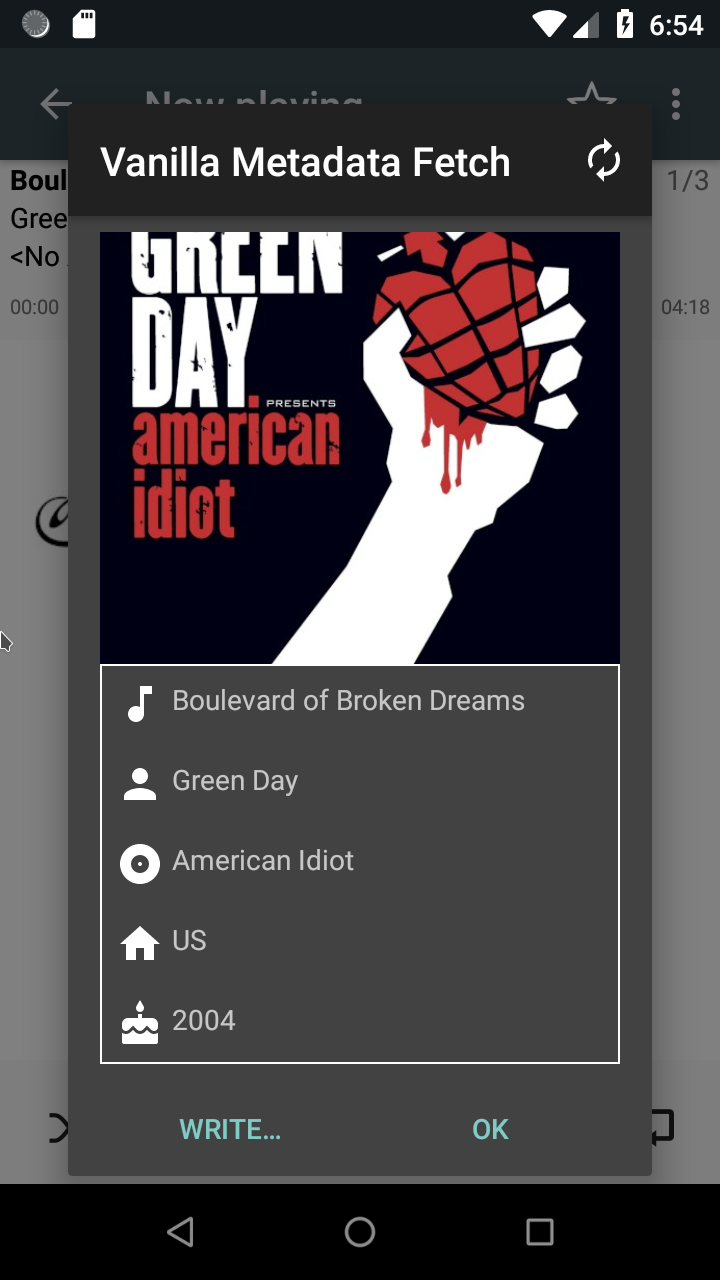 6:54
Now playing
Vanilla Metadata Fetch
Boul
1/3
Gree
<No
00:00
04:18
GREEN
DAY
PRESENTS
american
idiot
Boulevard of Broken Dreams
Green Day
American Idiot
US
2004
WRITE...
OK